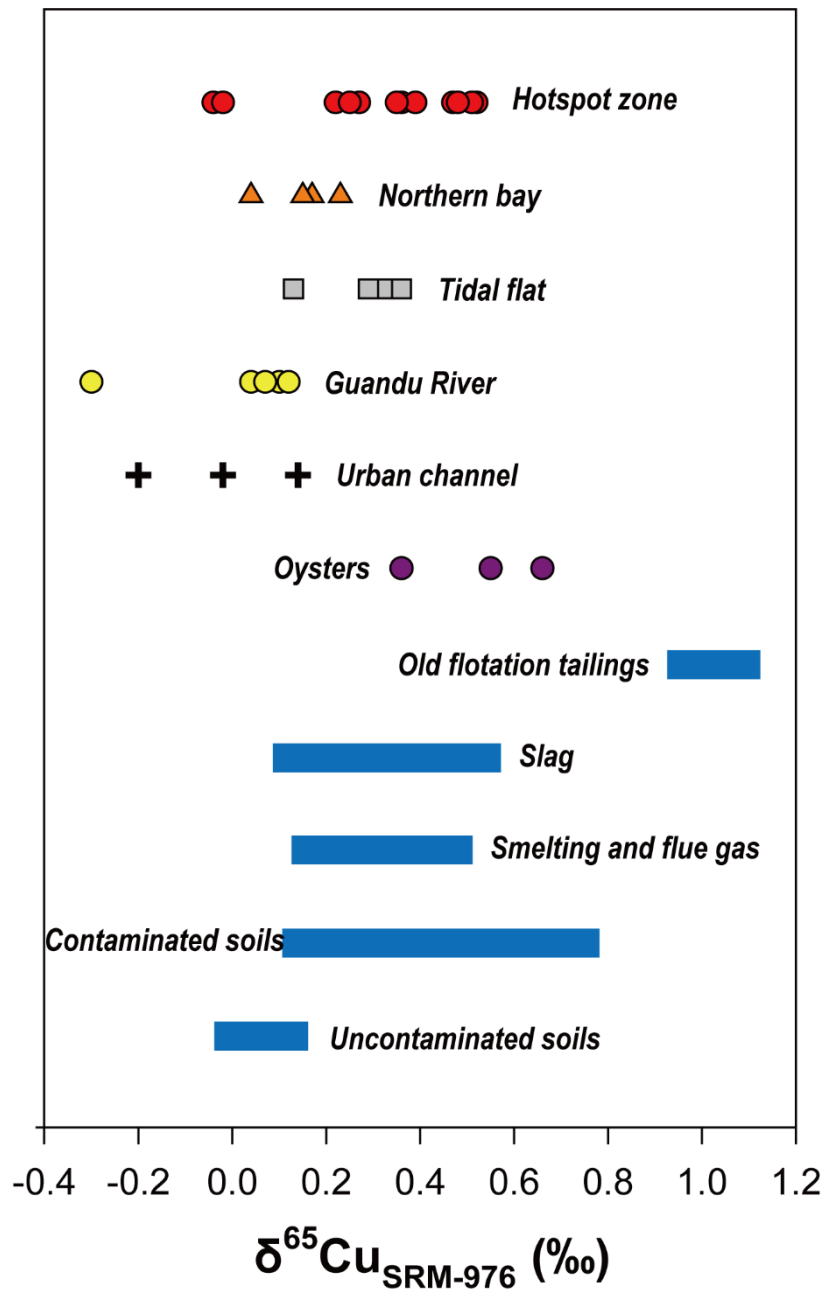 Hotspot zone
Northern bay
Tidal flat
Guandu River
Urban channel
Oysters
Old flotation tailings
Slag
Smelting and flue gas
Contaminated soils
Uncontaminated soils
-0.4 -0.2 0.0 0.2 0.4 0.6 0.8 1.0 1.2
δ⁶⁵Cu_SRM-976 (‰)